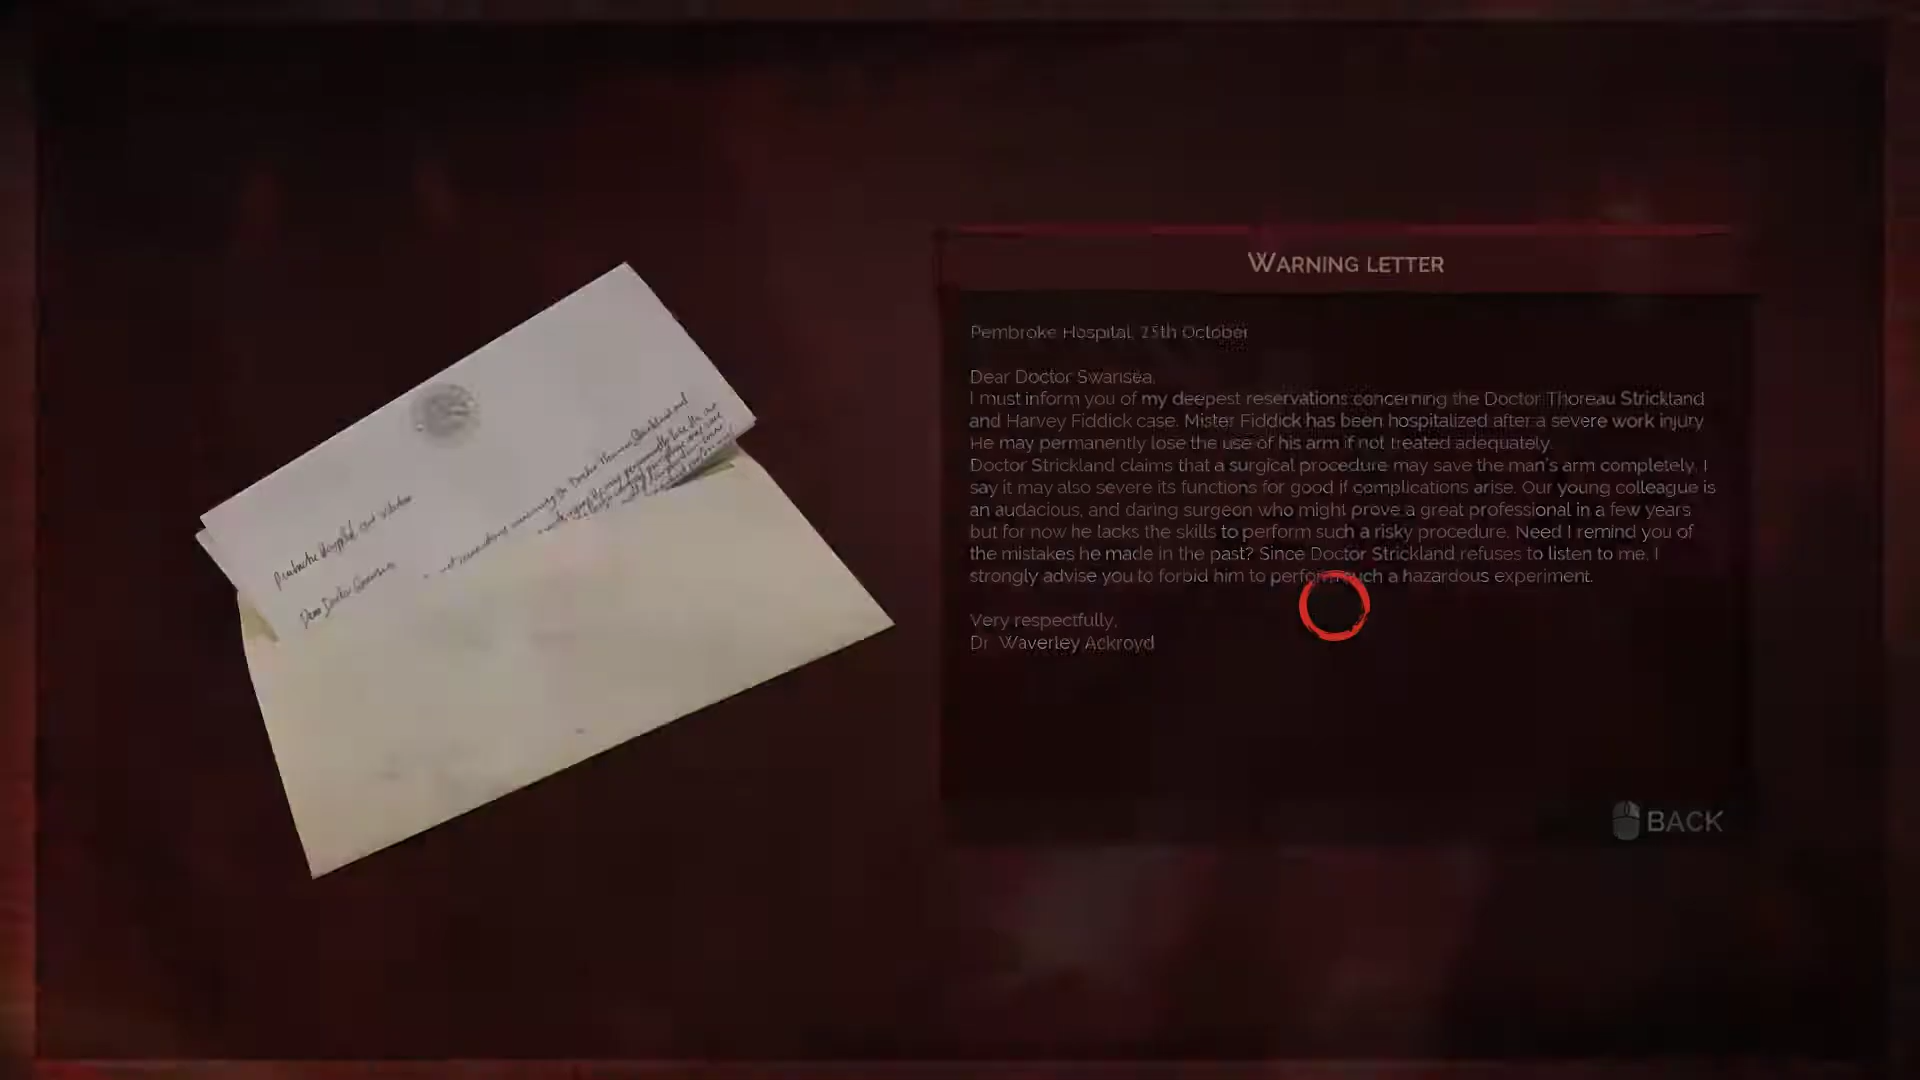 WARNING LETTER
Pembroke Hospital, 25th October
Dear Doctor Swansea,
I must inform you of my deepest reservations concerning the Doctor Thoreau Strickland
and Harvey Fiddick case. Mister Fiddick has been hospitalized after a severe work injury
He may permanently lose the use of his arm if not treated adequately.
Doctor Strickland claims that a surgical procedure may save the man's arm completely. I
say it may also severe its functions for good if complications arise. Our young colleague is
an audacious, and daring surgeon who might prove a great professional in a few years
but for now he lacks the skills to perform such a risky procedure. Need I remind you of
the mistakes he made in the past? Since Doctor Strickland refuses to listen to me, I
strongly advise you to forbid him to perform such a hazardous experiment.
Very respectfully,
Dr. Waverley Ackroyd
BACK